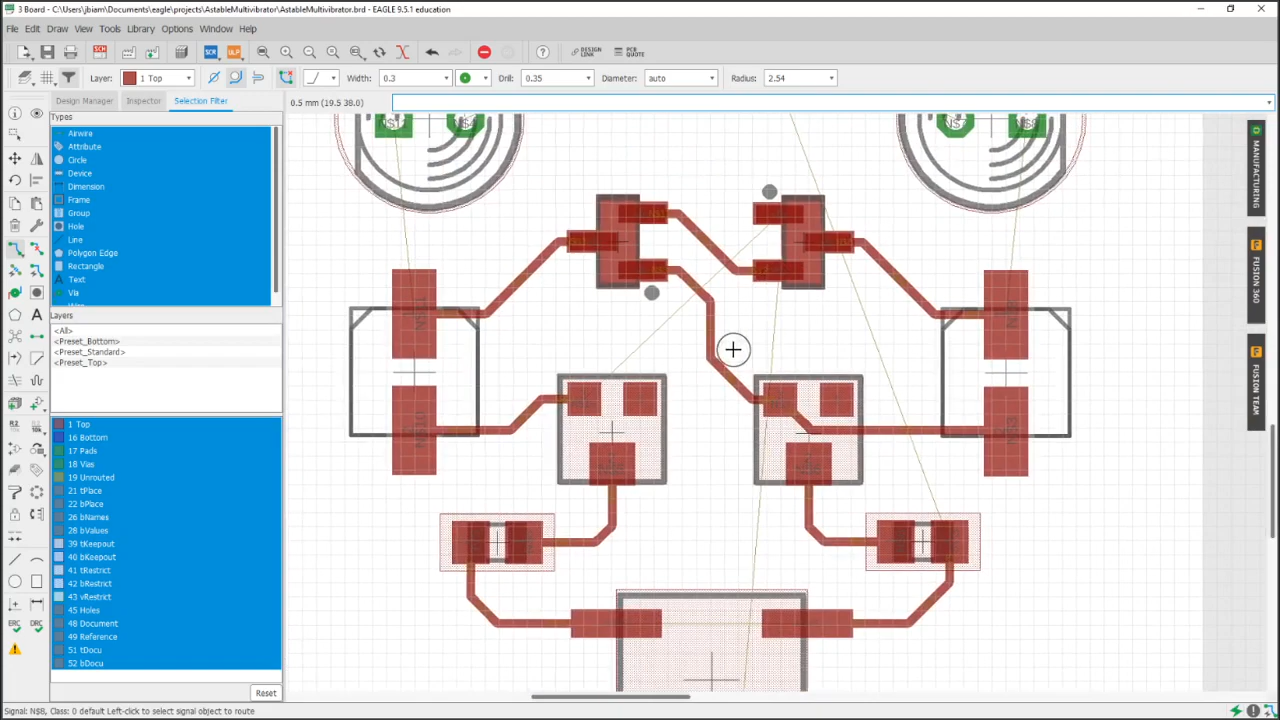 3 Board - C:\Users\jbiam\Documents\eagle\projects\AstableMultivibrator\AstableMultivibrator.brd - EAGLE 9.5.1 education
File Edit Draw View Tools Library Options Window Help
SCH SCR ULP DESIGN LINK PCB QUOTE
Layer: 1 Top Width: 0.3 Drill: 0.35 Diameter: auto Radius: 2.54
Design Manager Inspector Selection Filter
0.5 mm (19.5 38.0)
Types
Airwire
Attribute
Circle
Device
Dimension
Frame
Group
Hole
Line
Polygon Edge
Rectangle
Text
Via
Layers
<All>
<Preset_Bottom>
<Preset_Standard>
<Preset_Top>
1 Top
16 Bottom
17 Pads
18 Vias
19 Unrouted
21 tPlace
22 bPlace
26 bNames
28 bValues
39 tKeepout
40 bKeepout
41 tRestrict
42 bRestrict
43 vRestrict
45 Holes
48 Document
49 Reference
51 tDocu
52 bDocu
Reset
ERC DRC
MANUFACTURING
FUSION 360
FUSION TEAM
Signal: N$8, Class: 0 default Left-click to select signal object to route